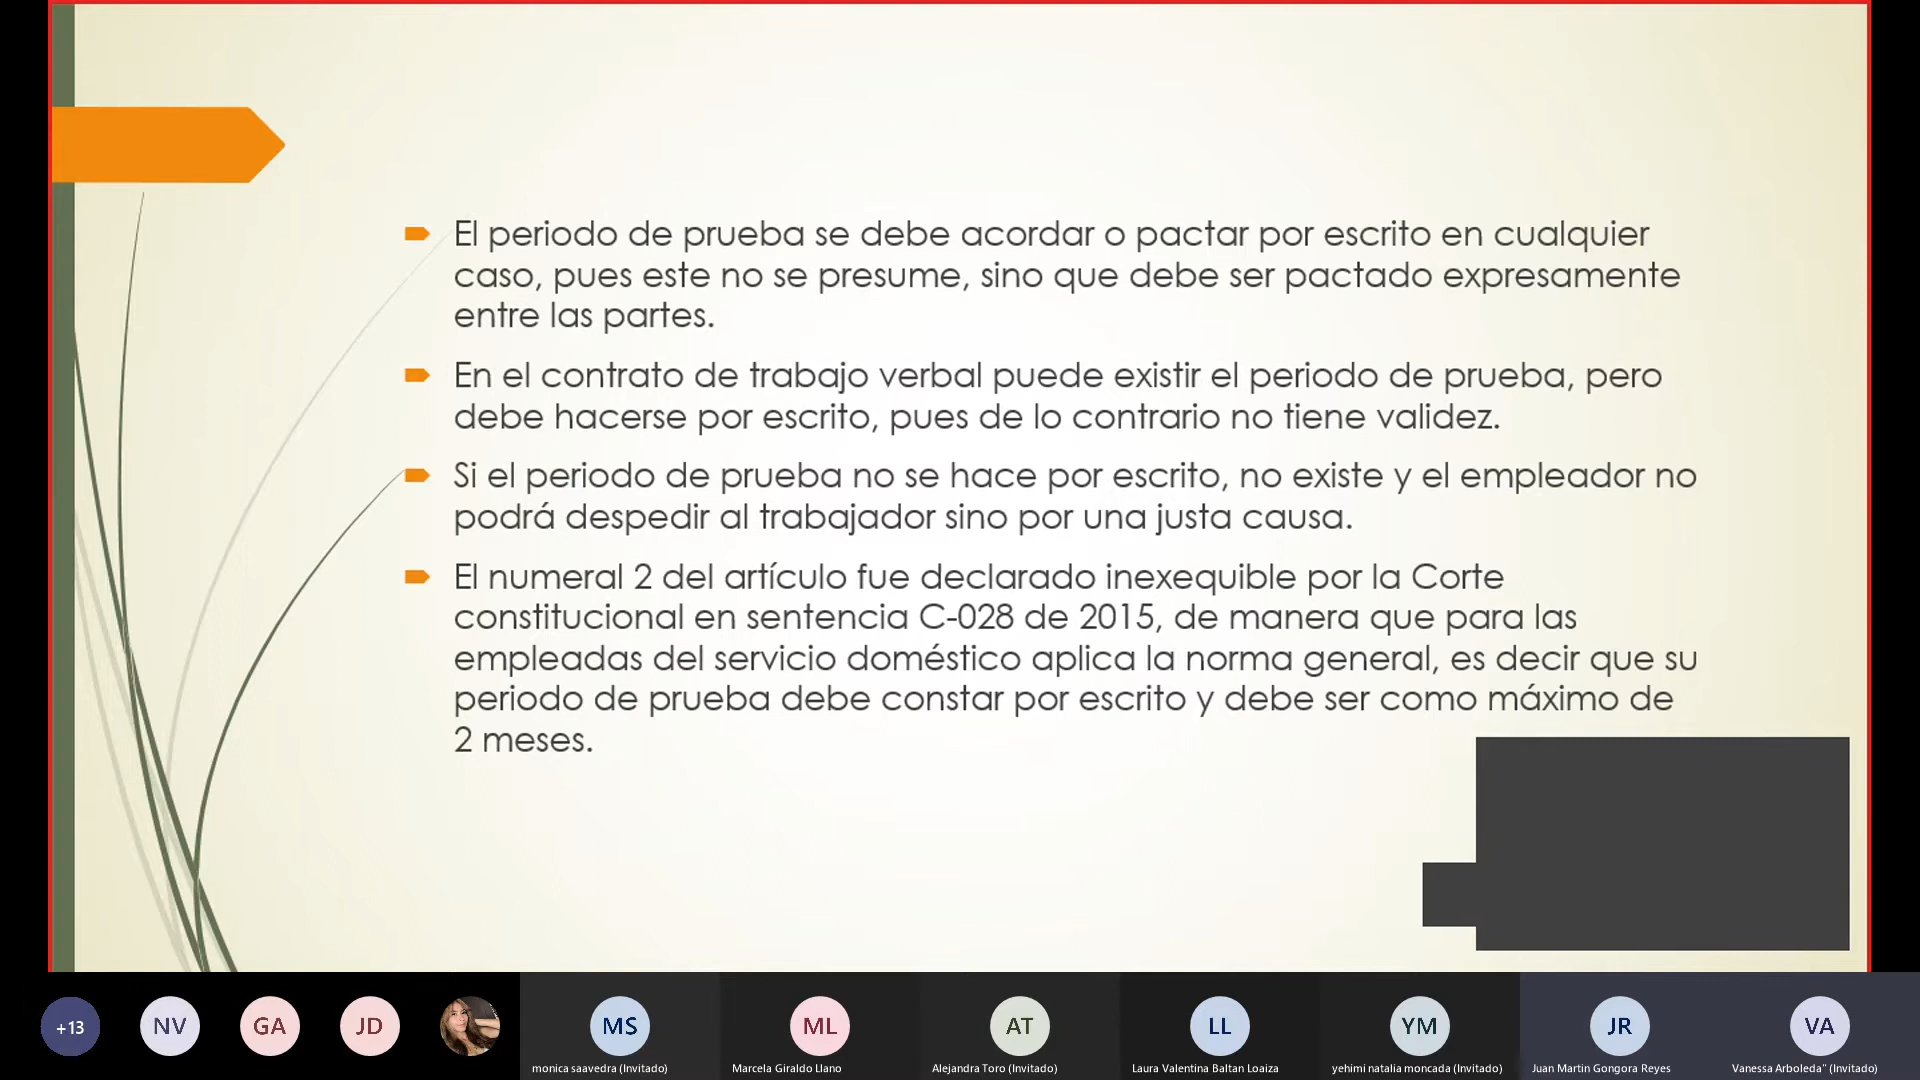 El periodo de prueba se debe acordar o pactar por escrito en cualquier
caso, pues este no se presume, sino que debe ser pactado expresamente
entre las partes.
En el contrato de trabajo verbal puede existir el periodo de prueba, pero
debe hacerse por escrito, pues de lo contrario no tiene validez.
Si el periodo de prueba no se hace por escrito, no existe y el empleador no
podrá despedir al trabajador sino por una justa causa.
El numeral 2 del artículo fue declarado inexequible por la Corte
constitucional en sentencia C-028 de 2015, de manera que para las
empleadas del servicio doméstico aplica la norma general, es decir que su
periodo de prueba debe constar por escrito y debe ser como máximo de
2 meses.
+13
NV
GA
JD
MS
ML
AT
LL
YM
JR
VA
monica saavedra (Invitado)
Marcela Giraldo Llano
Alejandra Toro (Invitado)
Laura Valentina Baltan Loaiza
yehimi natalia moncada (Invitado)
Juan Martin Gongora Reyes
Vanessa Arboleda" (Invitado)